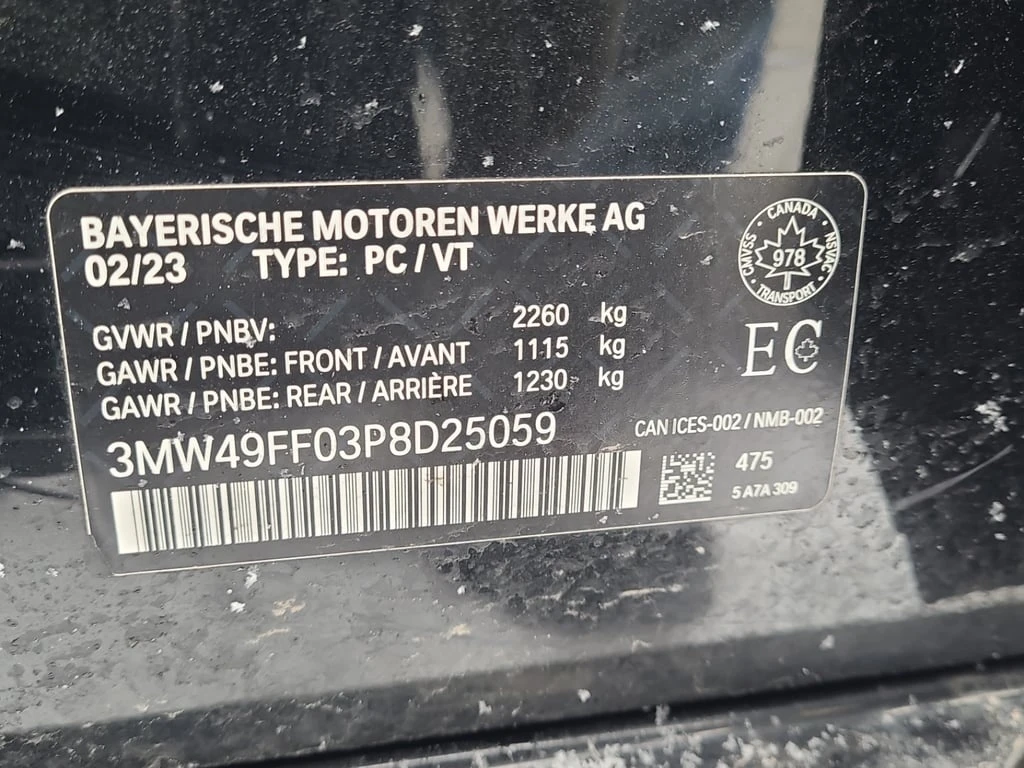 BAYERISCHE MOTOREN WERKE AG
02/23 TYPE: PC / VT
CANADA
CMVSS 978 NSVAC
TRANSPORT
GVWR / PNBV: 2260 kg
GAWR / PNBE: FRONT / AVANT 1115 kg
GAWR / PNBE: REAR / ARRIÈRE 1230 kg
EC
3MW49FF03P8D25059
CAN ICES-002 / NMB-002
475
5 A7A 309